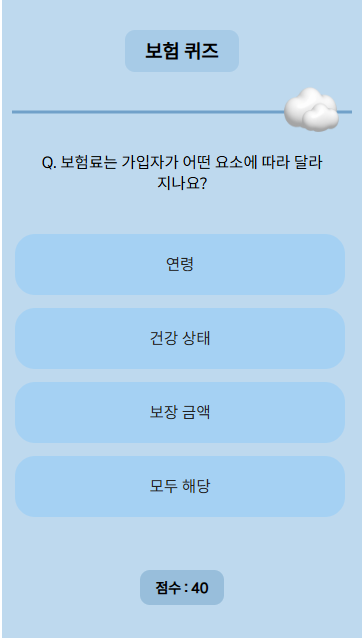 보험 퀴즈
Q. 보험료는 가입자가 어떤 요소에 따라 달라
지나요?
연령
건강 상태
보장 금액
모두 해당
점수 : 40